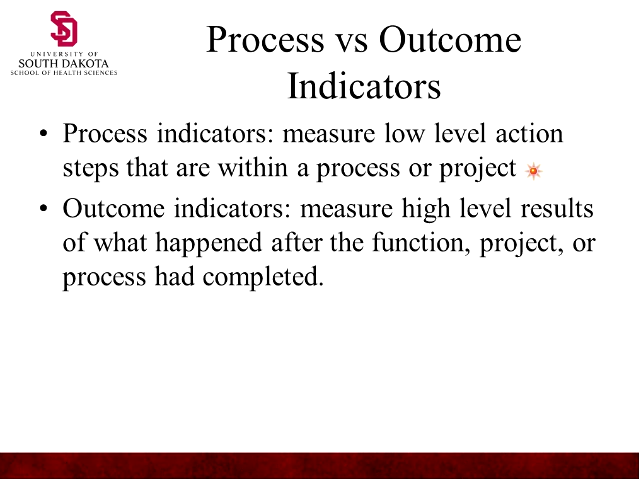 SD
UNIVERSITY OF
SOUTH DAKOTA
SCHOOL OF HEALTH SCIENCES
Process vs Outcome
Indicators
• Process indicators: measure low level action
steps that are within a process or project
• Outcome indicators: measure high level results
of what happened after the function, project, or
process had completed.